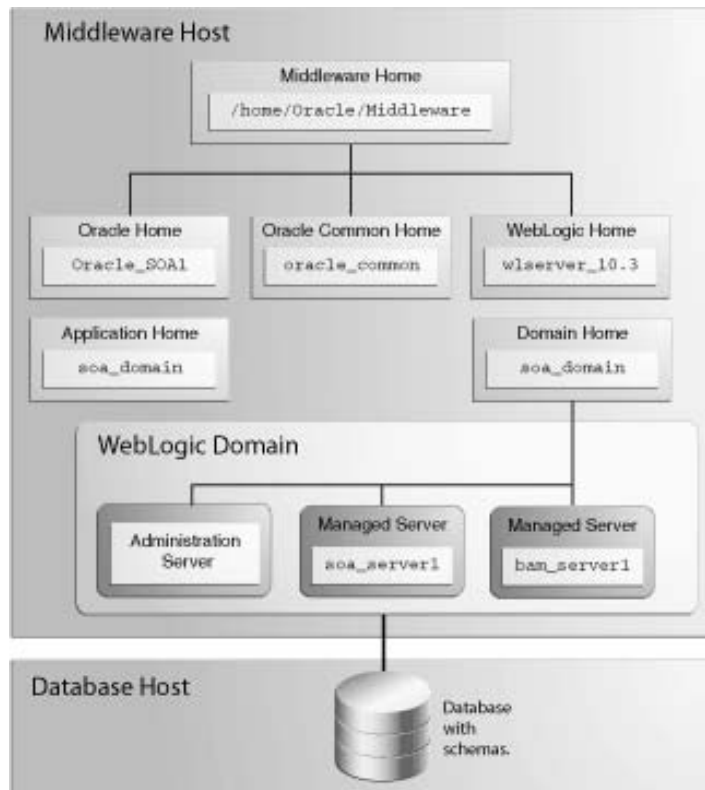 Middleware Host
Middleware Home
/home/Oracle/Middleware
Oracle Home
Oracle_SOA1
Oracle Common Home
oracle_common
WebLogic Home
wlserver_10.3
Application Home
soa_domain
Domain Home
soa_domain
WebLogic Domain
Administration
Server
Managed Server
soa_server1
Managed Server
bam_server1
Database Host
Database
with
schemas.